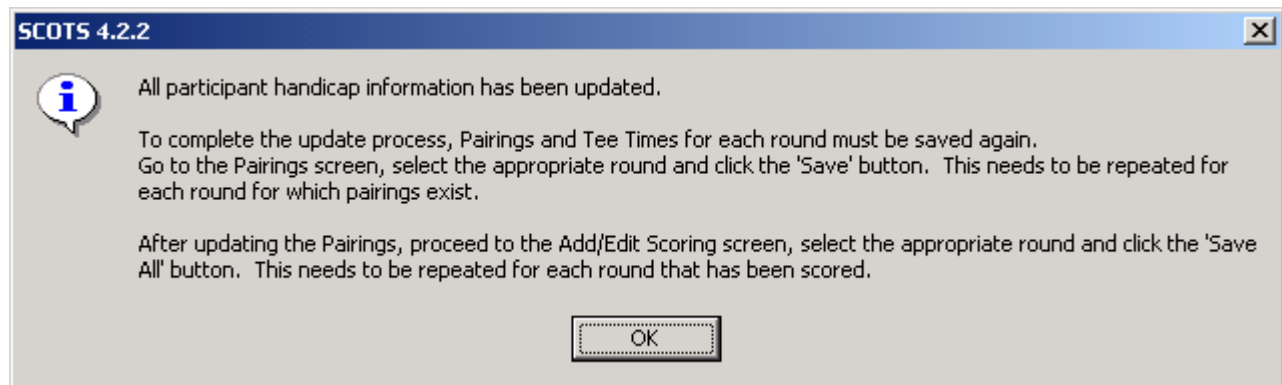 SCOTS 4.2.2
All participant handicap information has been updated.
To complete the update process, Pairings and Tee Times for each round must be saved again.
Go to the Pairings screen, select the appropriate round and click the 'Save' button.  This needs to be repeated for
each round for which pairings exist.
After updating the Pairings, proceed to the Add/Edit Scoring screen, select the appropriate round and click the 'Save
All' button.  This needs to be repeated for each round that has been scored.
OK